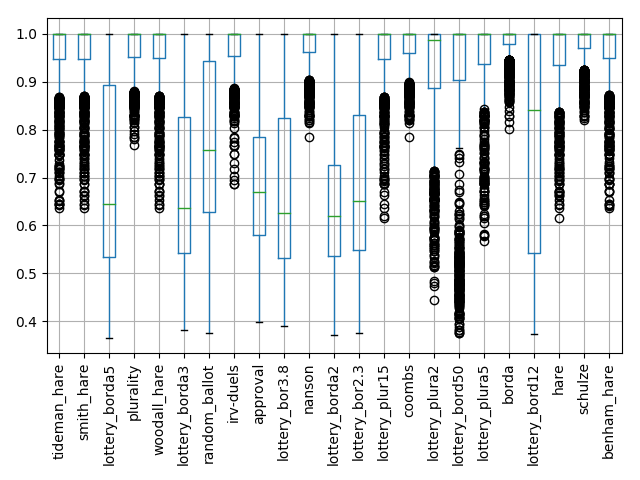 1.0
0.9
0.8
0.7
0.6
0.5
0.4
tideman_hare
smith_hare
lottery_borda5
plurality
woodall_hare
lottery_borda3
random_ballot
irv-duels
approval
lottery_bor3.8
nanson
lottery_borda2
lottery_bor2.3
lottery_plur15
coombs
lottery_plura2
lottery_bord50
lottery_plura5
borda
lottery_bord12
hare
schulze
benham_hare